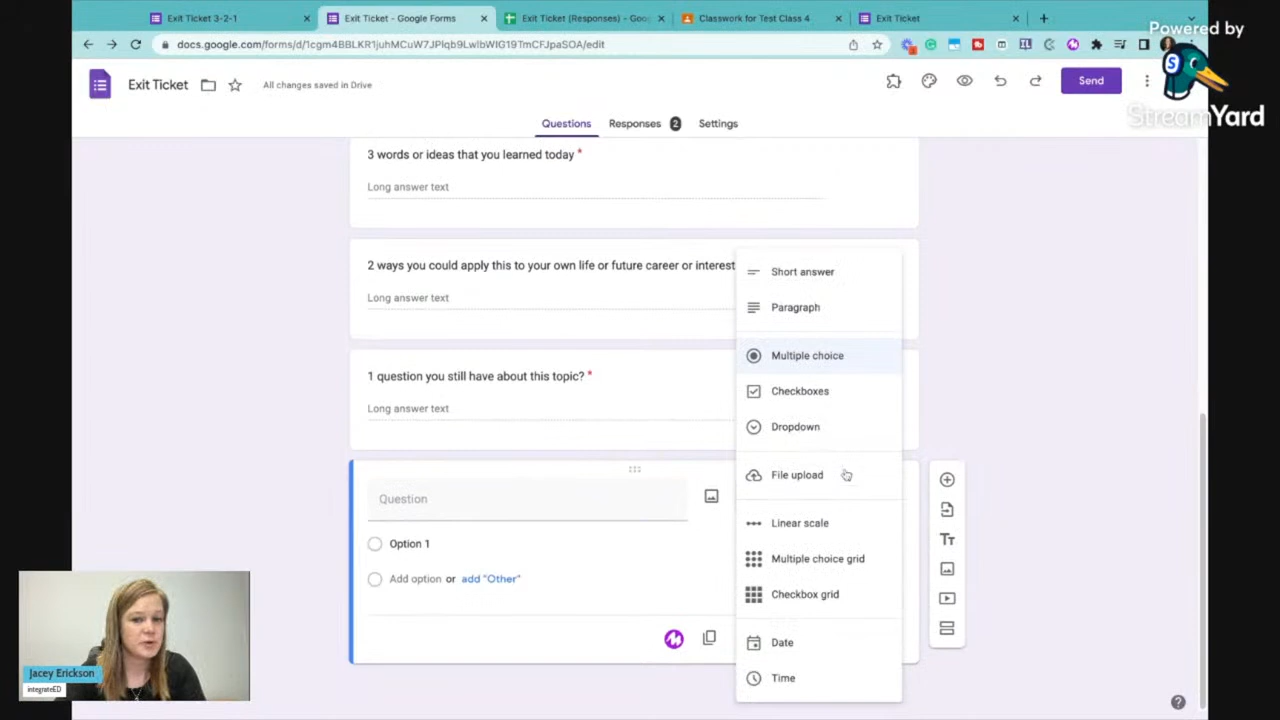 Exit Ticket 3-2-1
Exit Ticket - Google Forms
Exit Ticket (Responses) - Goo
Classwork for Test Class 4
Exit Ticket
Powered by
StreamYard
docs.google.com/forms/d/1cgm4BBLKR1juhMCuW7JPlqb9LwlbWIG19TmCFJpaSOA/edit
Exit Ticket
All changes saved in Drive
Send
Questions
Responses 2
Settings
3 words or ideas that you learned today *
Long answer text
2 ways you could apply this to your own life or future career or interest
Long answer text
1 question you still have about this topic? *
Long answer text
Question
Option 1
Add option or add "Other"
Short answer
Paragraph
Multiple choice
Checkboxes
Dropdown
File upload
Linear scale
Multiple choice grid
Checkbox grid
Date
Time
Jacey Erickson
integrateED